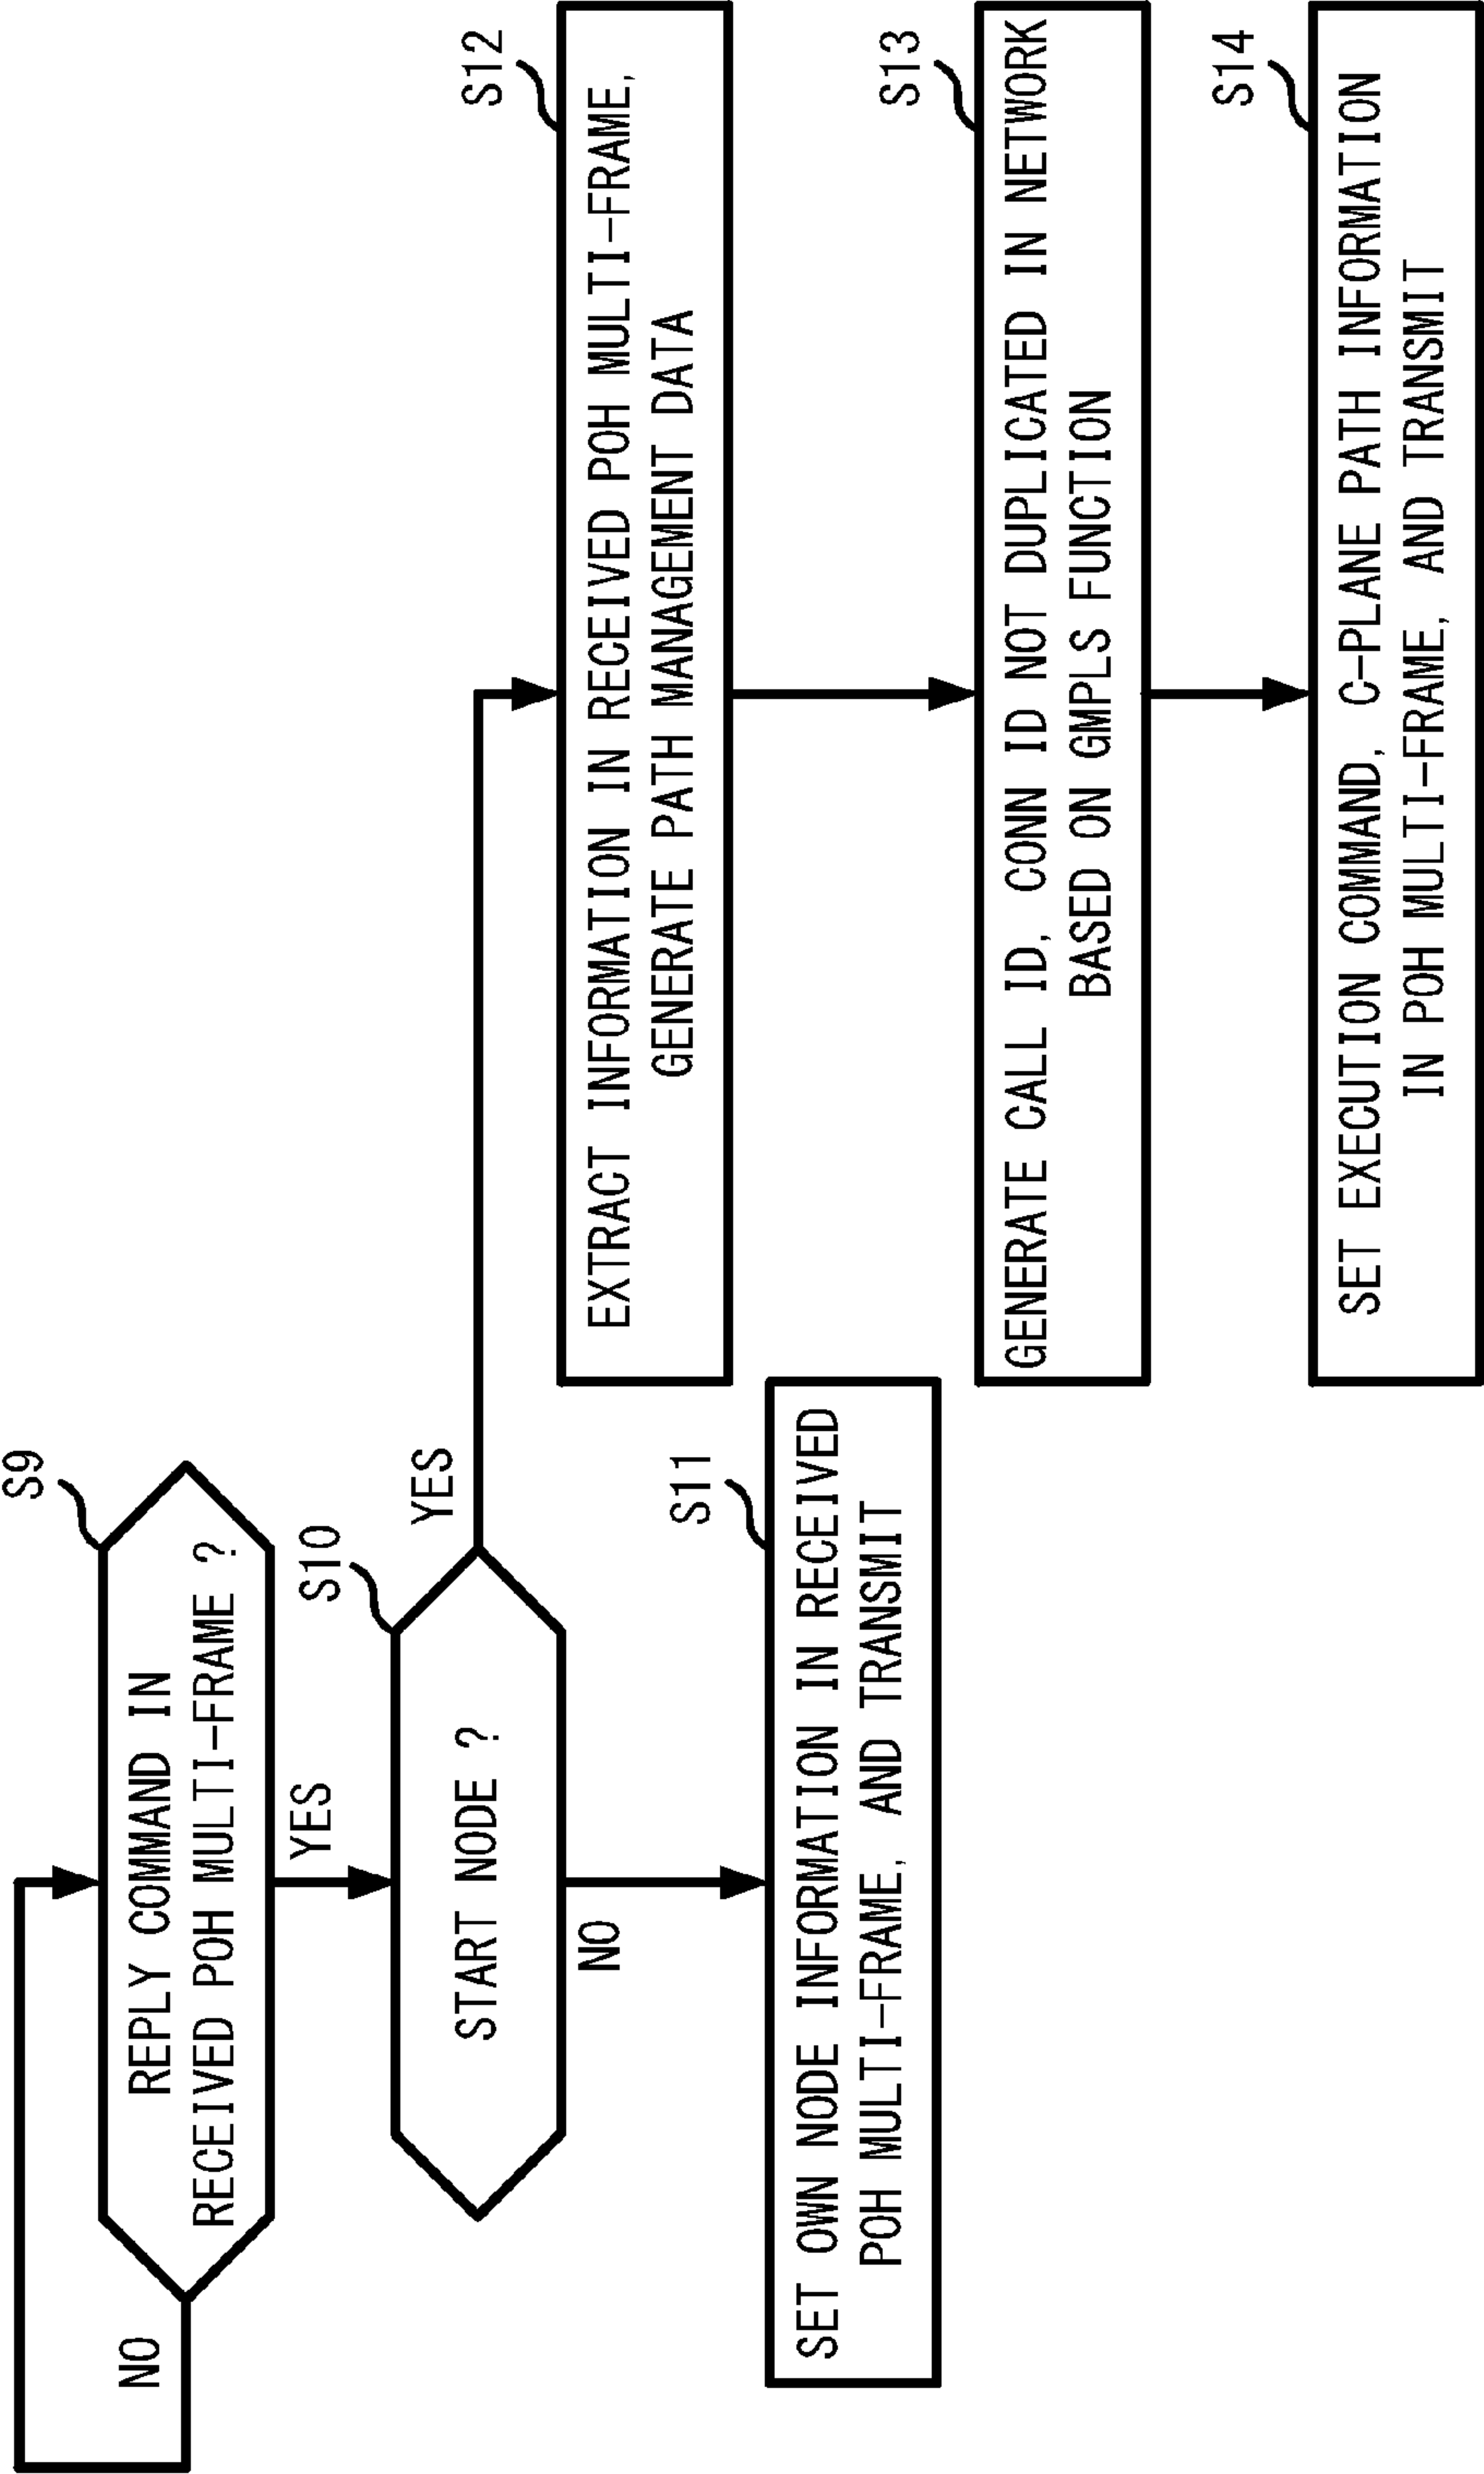 S9
REPLY COMMAND IN
RECEIVED POH MULTI-FRAME ?
NO
YES
S10
START NODE ?
YES
NO
S11
SET OWN NODE INFORMATION IN RECEIVED
POH MULTI-FRAME, AND TRANSMIT
S12
EXTRACT INFORMATION IN RECEIVED POH MULTI-FRAME,
GENERATE PATH MANAGEMENT DATA
S13
GENERATE CALL ID, CONN ID NOT DUPLICATED IN NETWORK
BASED ON GMPLS FUNCTION
S14
SET EXECUTION COMMAND, C-PLANE PATH INFORMATION
IN POH MULTI-FRAME, AND TRANSMIT